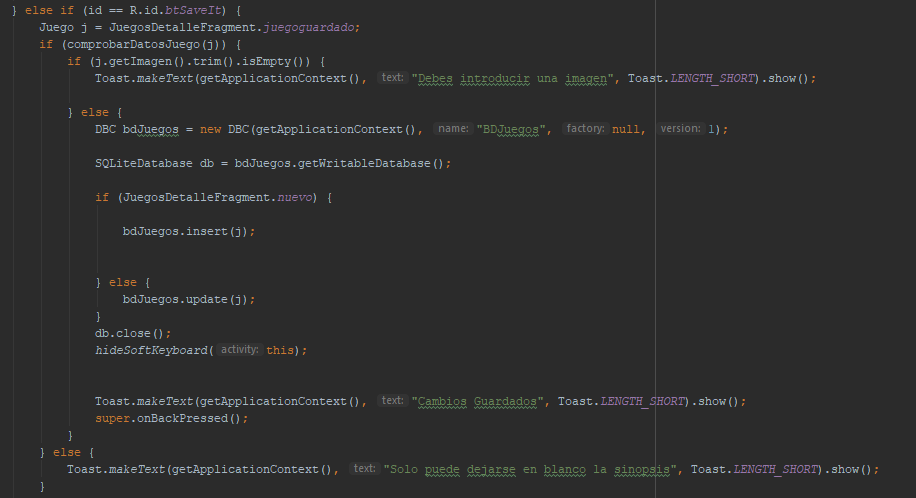 } else if (id == R.id.btSaveIt) {
Juego j = JuegosDetalleFragment.juegoguardado;
if (comprobarDatosJuego(j)) {
if (j.getImagen().trim().isEmpty()) {
Toast.makeText(getApplicationContext(), text: "Debes introducir una imagen", Toast.LENGTH_SHORT).show();
} else {
DBC bdJuegos = new DBC(getApplicationContext(), name: "BDJuegos", factory: null, version: 1);
SQLiteDatabase db = bdJuegos.getWritableDatabase();
if (JuegosDetalleFragment.nuevo) {
bdJuegos.insert(j);
} else {
bdJuegos.update(j);
}
db.close();
hideSoftKeyboard( activity: this);
Toast.makeText(getApplicationContext(), text: "Cambios Guardados", Toast.LENGTH_SHORT).show();
super.onBackPressed();
}
} else {
Toast.makeText(getApplicationContext(), text: "Solo puede dejarse en blanco la sinopsis", Toast.LENGTH_SHORT).show();
}